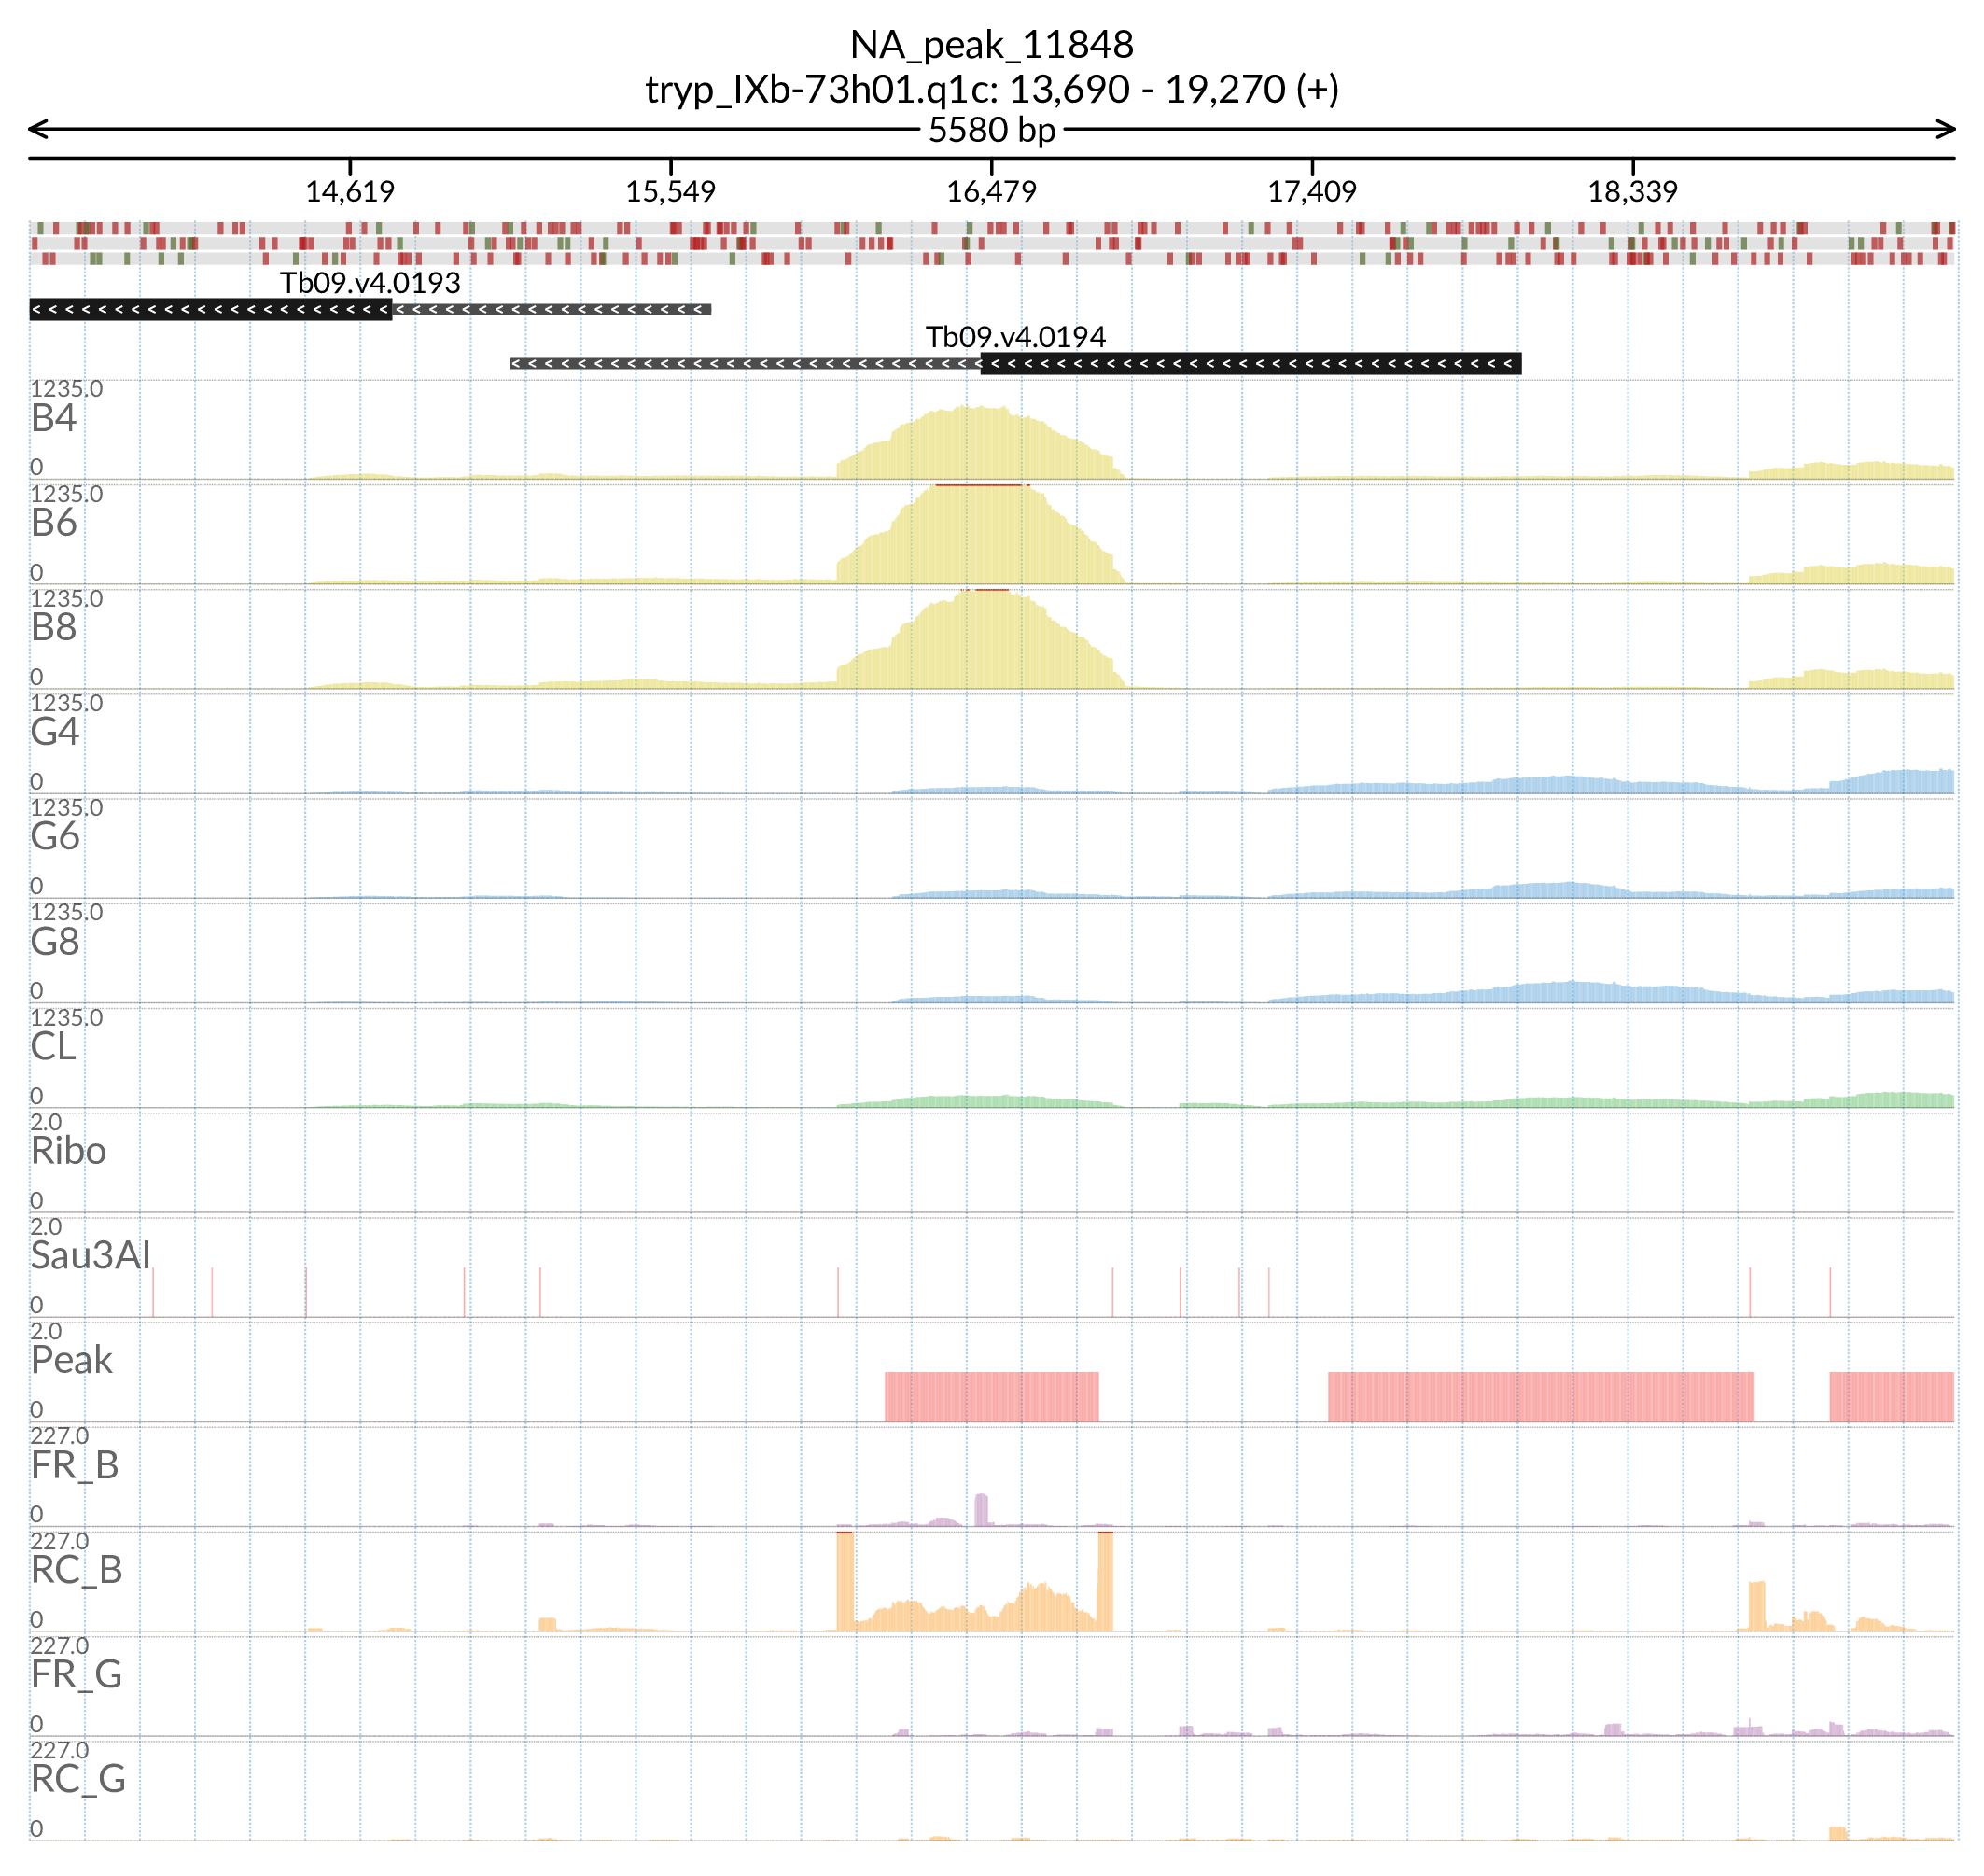 NA_peak_11848
tryp_IXb-73h01.q1c: 13,690 - 19,270 (+)
5580 bp
14,619 15,549 16,479 17,409 18,339
Tb09.v4.0193
Tb09.v4.0194
1235.0
B4
0
1235.0
B6
0
1235.0
B8
0
1235.0
G4
0
1235.0
G6
0
1235.0
G8
0
1235.0
CL
0
2.0
Ribo
0
2.0
Sau3AI
0
2.0
Peak
0
227.0
FR_B
0
227.0
RC_B
0
227.0
FR_G
0
227.0
RC_G
0